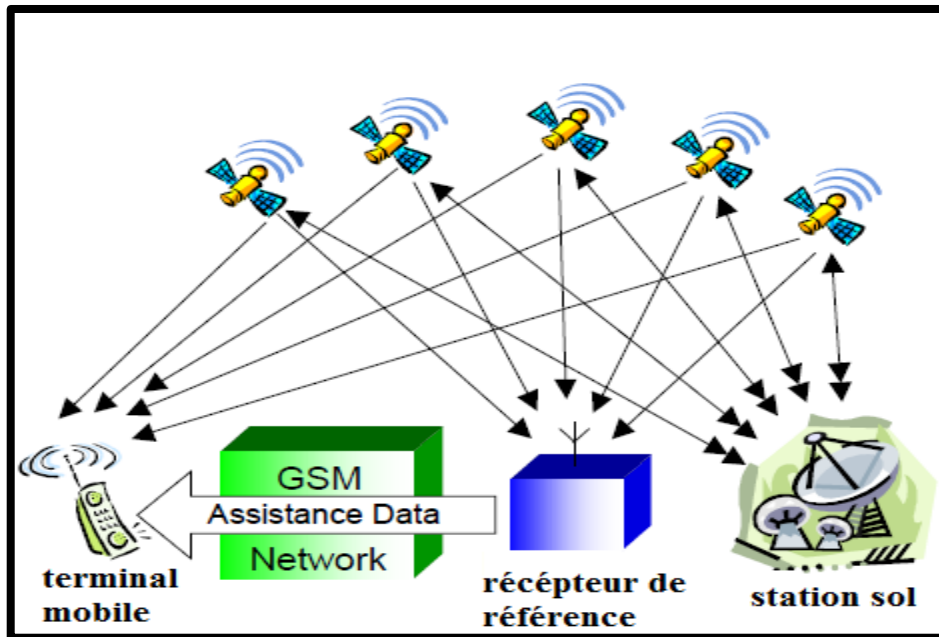 GSM
Assistance Data
Network
terminal
mobile
récépteur de
référence
station sol